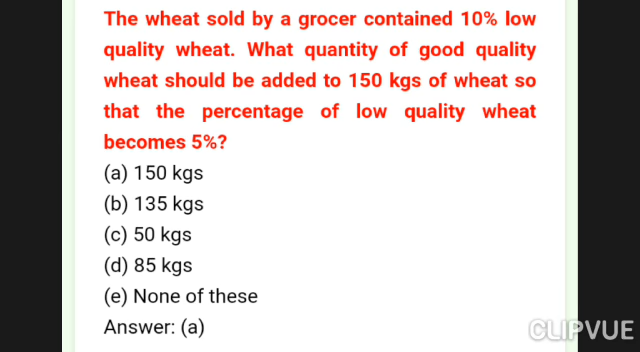 The wheat sold by a grocer contained 10% low
quality wheat. What quantity of good quality
wheat should be added to 150 kgs of wheat so
that the percentage of low quality wheat
becomes 5%?
(a) 150 kgs
(b) 135 kgs
(c) 50 kgs
(d) 85 kgs
(e) None of these
Answer: (a)
CLIPVUE